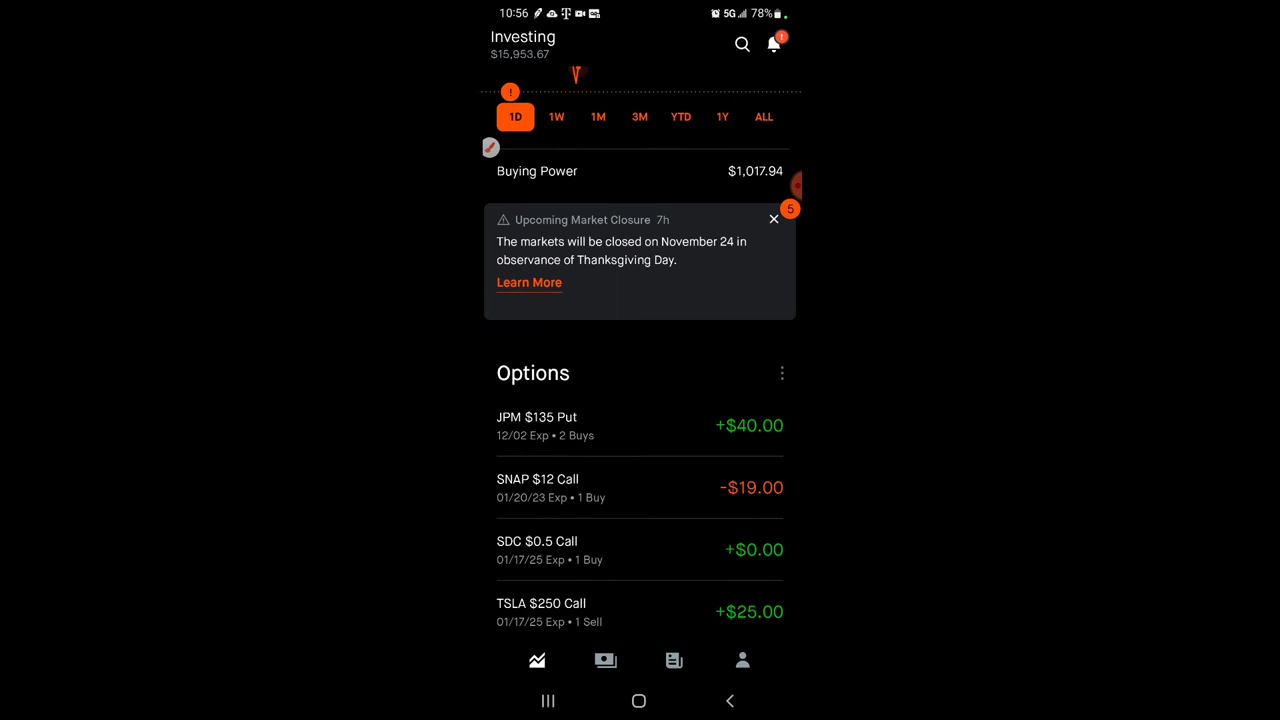 10:56 5G 78%
Investing
$15,953.67
!
!
1D 1W 1M 3M YTD 1Y ALL
Buying Power $1,017.94
5
Upcoming Market Closure 7h
The markets will be closed on November 24 in
observance of Thanksgiving Day.
Learn More
Options
JPM $135 Put
12/02 Exp • 2 Buys
+$40.00
SNAP $12 Call
01/20/23 Exp • 1 Buy
-$19.00
SDC $0.5 Call
01/17/25 Exp • 1 Buy
+$0.00
TSLA $250 Call
01/17/25 Exp • 1 Sell
+$25.00